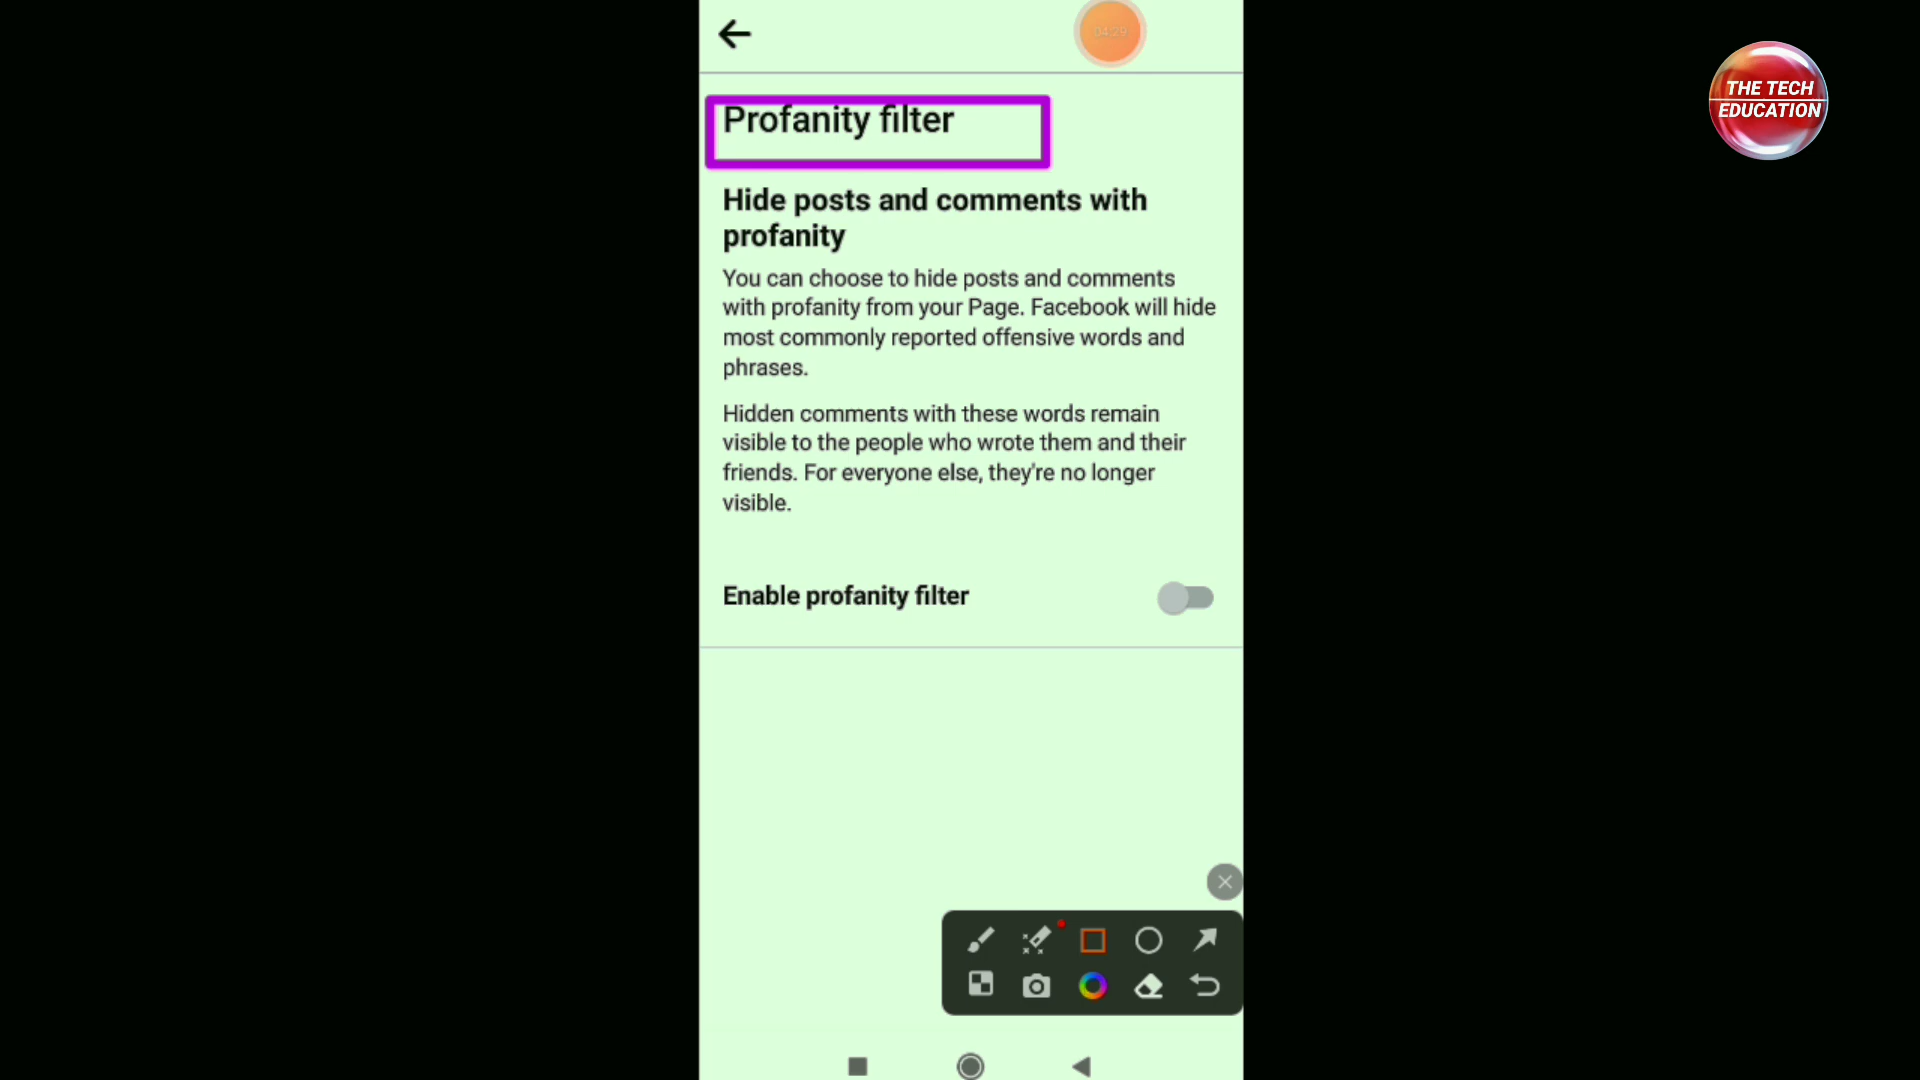 04:29
THE TECH
EDUCATION
Profanity filter
Hide posts and comments with
profanity
You can choose to hide posts and comments
with profanity from your Page. Facebook will hide
most commonly reported offensive words and
phrases.
Hidden comments with these words remain
visible to the people who wrote them and their
friends. For everyone else, they're no longer
visible.
Enable profanity filter